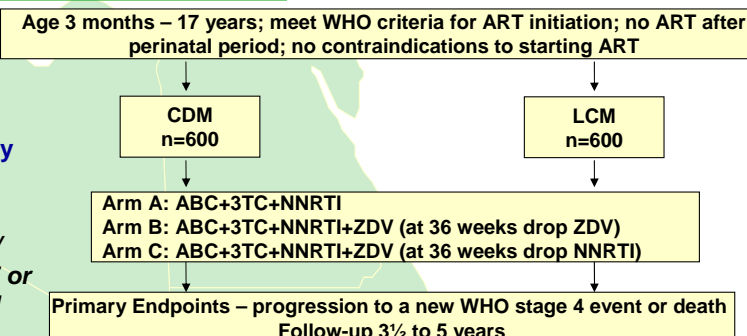 Age 3 months – 17 years; meet WHO criteria for ART initiation; no ART after
perinatal period; no contraindications to starting ART
CDM
n=600
LCM
n=600
Arm A: ABC+3TC+NNRTI
Arm B: ABC+3TC+NNRTI+ZDV (at 36 weeks drop ZDV)
Arm C: ABC+3TC+NNRTI+ZDV (at 36 weeks drop NNRTI)
or
Primary Endpoints – progression to a new WHO stage 4 event or death
Follow-up 3½ to 5 years